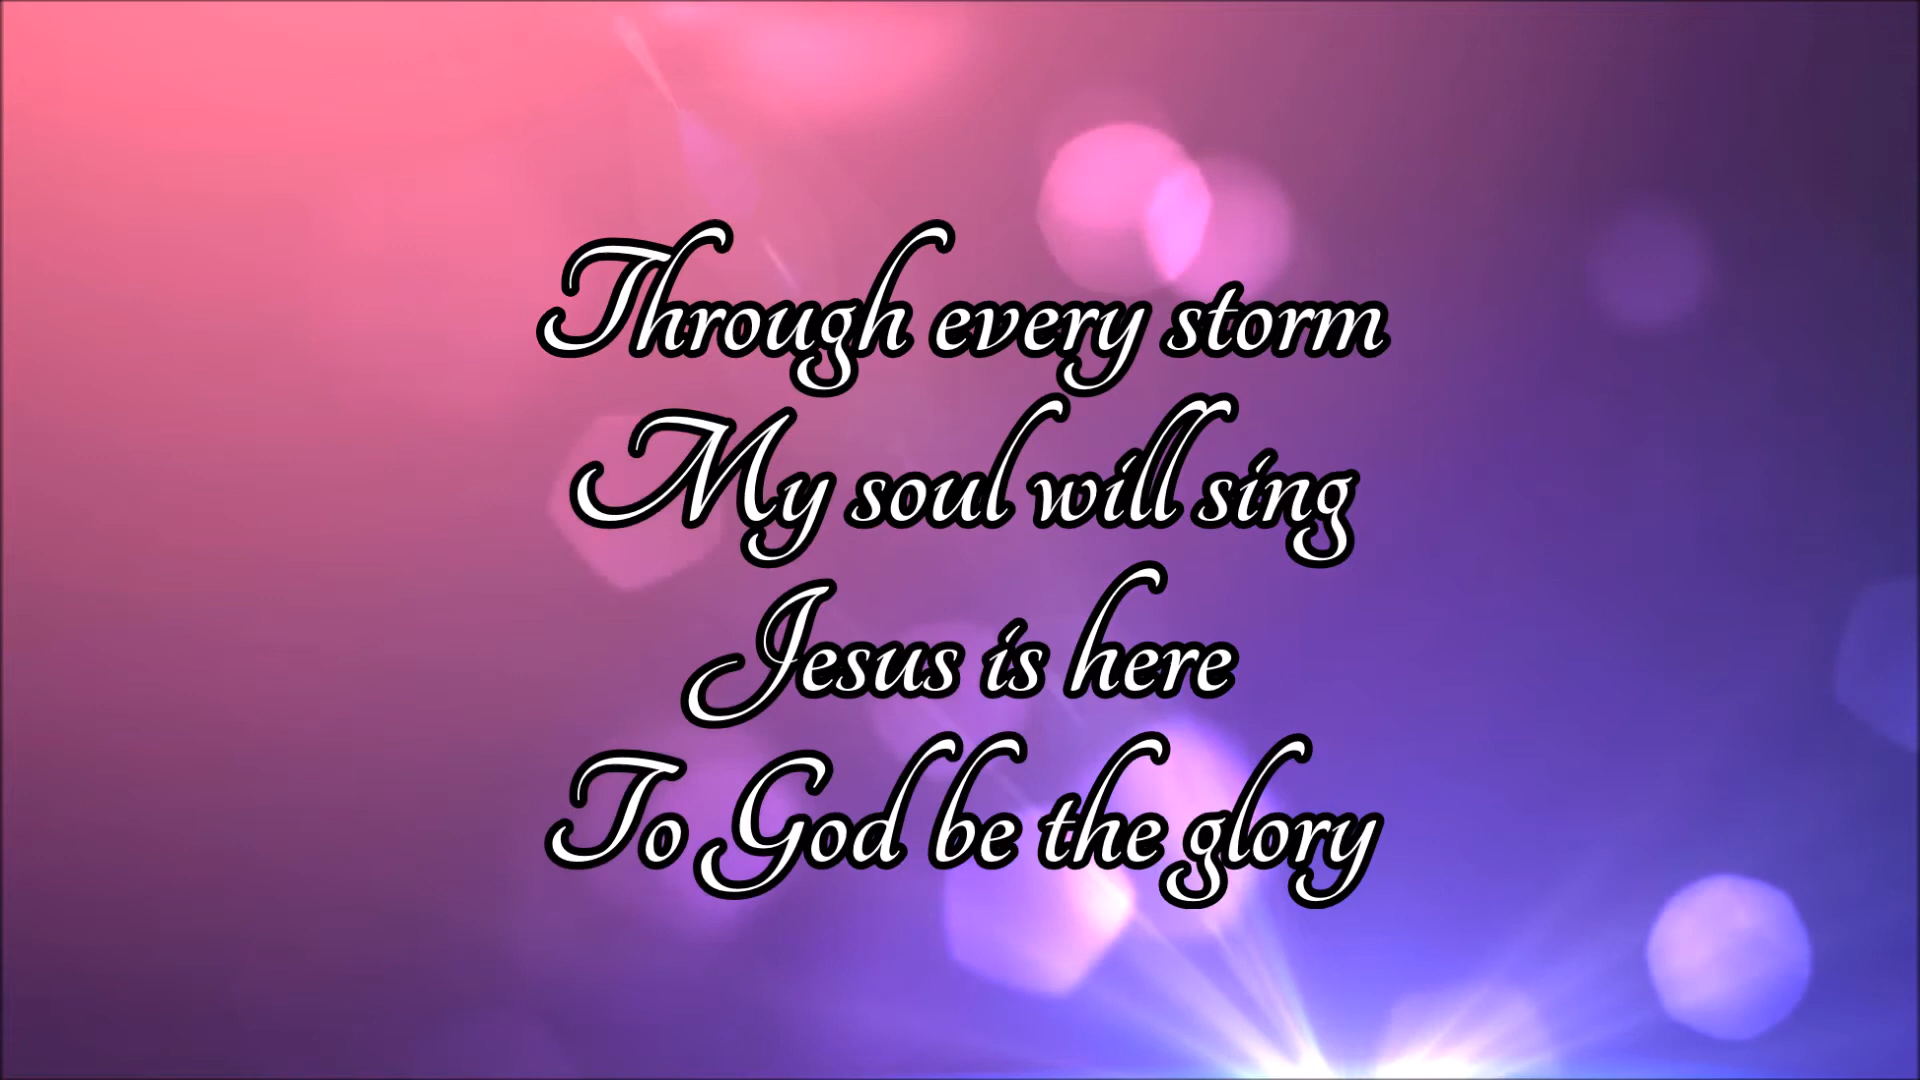 Through every storm
My soul will sing
Jesus is here
To God be the glory